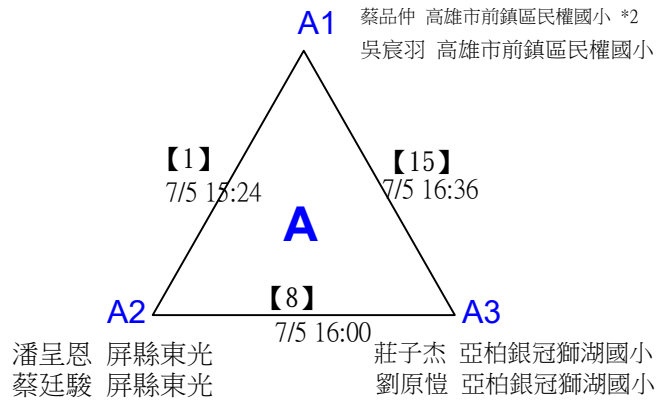 A1
蔡品仲 高雄市前鎮區民權國小 *2
吳宸羽 高雄市前鎮區民權國小
【1】
7/5 15:24
【15】
7/5 16:36
A
A2
【8】
7/5 16:00
A3
潘呈恩 屏縣東光
蔡廷駿 屏縣東光
莊子杰 亞柏銀冠獅湖國小
劉原愷 亞柏銀冠獅湖國小